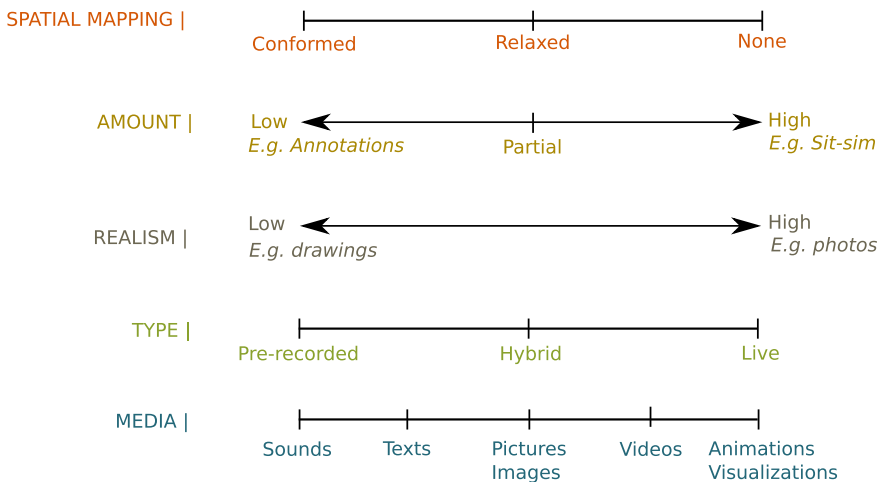 SPATIAL MAPPING |
Conformed
Relaxed
None
AMOUNT |
Low
E.g. Annotations
Partial
High
E.g. Sit-sim
REALISM |
Low
E.g. drawings
High
E.g. photos
TYPE |
Pre-recorded
Hybrid
Live
MEDIA |
Sounds
Texts
Pictures
Images
Videos
Animations
Visualizations